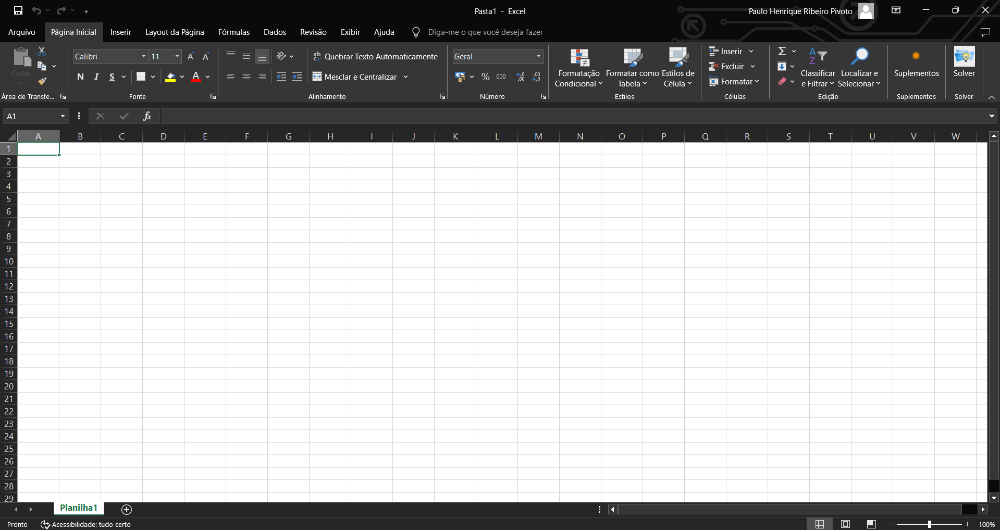 Pasta1 - Excel
Paulo Henrique Ribeiro Pivoto
Arquivo Página Inicial Inserir Layout da Página Fórmulas Dados Revisão Exibir Ajuda Diga-me o que você deseja fazer
Colar
Área de Transfe...
Calibri 11
N I S
Fonte
Quebrar Texto Automaticamente
Mesclar e Centralizar
Alinhamento
Geral
% 000 ,00
Número
Formatação
Condicional
Formatar como
Tabela
Estilos de
Célula
Estilos
Inserir
Excluir
Formatar
Células
Classificar
e Filtrar
Localizar e
Selecionar
Edição
Suplementos
Suplementos
Solver
Solver
A1 fx
A B C D E F G H I J K L M N O P Q R S T U V W
1
2
3
4
5
6
7
8
9
10
11
12
13
14
15
16
17
18
19
20
21
22
23
24
25
26
27
28
29
Planilha1
Pronto Acessibilidade: tudo certo 100%